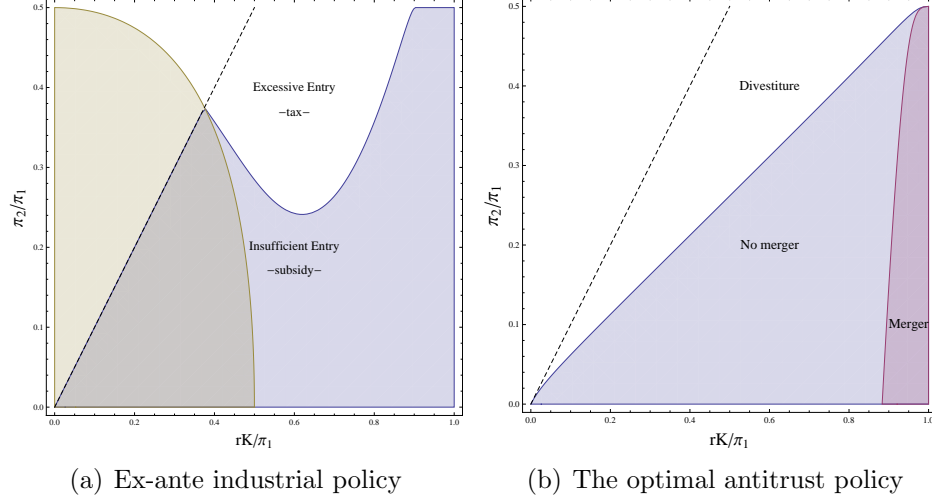 0.5
0.4
0.3
0.2
0.1
0.0
π2/π1
Excessive Entry
−tax−
Insufficient Entry
−subsidy−
0.0 0.2 0.4 0.6 0.8 1.0
rK/π1
(a) Ex-ante industrial policy
0.5
0.4
0.3
0.2
0.1
0.0
π2/π1
Divestiture
No merger
Merger
0.0 0.2 0.4 0.6 0.8 1.0
rK/π1
(b) The optimal antitrust policy